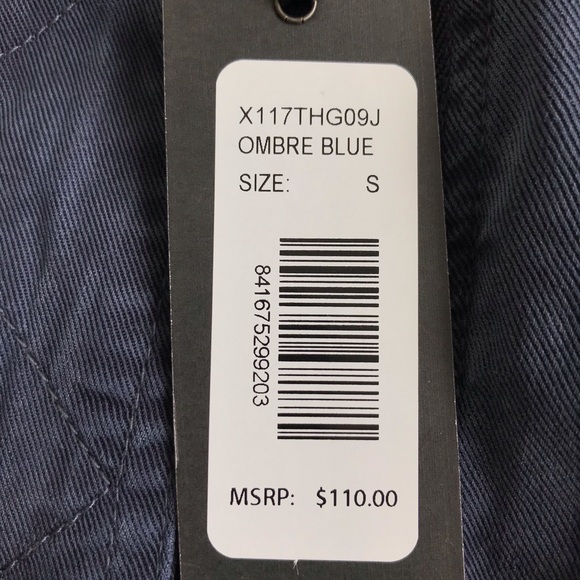 X117THG09J
OMBRE BLUE
SIZE: S
841675299203
MSRP: $110.00